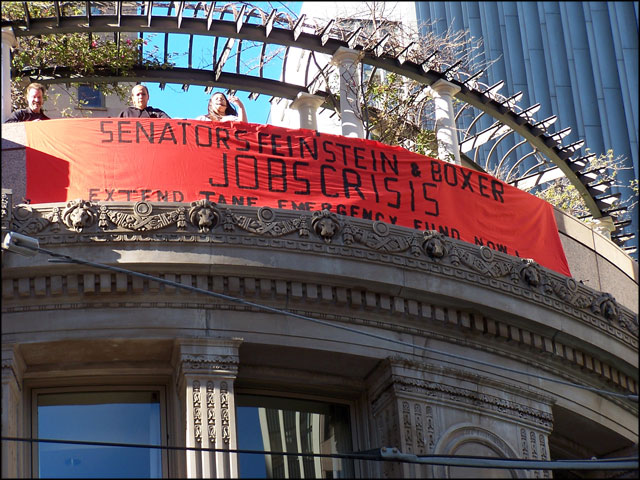 SENATORS FEINSTEIN & BOXER
JOBS CRISIS
EXTEND TANF EMERGENCY FUND NOW!